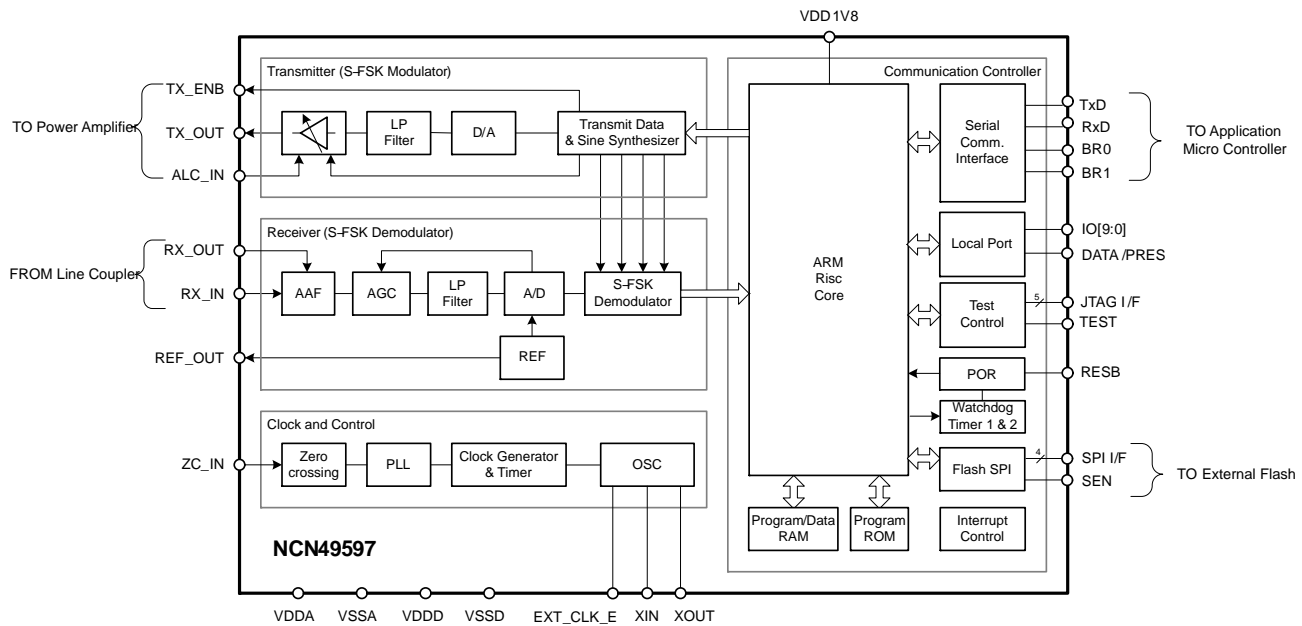 VDD1V8
Transmitter (S-FSK Modulator)
Communication Controller
TO Power Amplifier
TX_ENB
TX_OUT
ALC_IN
LP
Filter
D/A
Transmit Data
& Sine Synthesizer
ARM
Risc
Core
Serial
Comm.
Interface
TxD
RxD
BR0
BR1
TO Application
Micro Controller
Receiver (S-FSK Demodulator)
FROM Line Coupler
RX_OUT
RX_IN
REF_OUT
AAF
AGC
LP
Filter
A/D
S-FSK
Demodulator
REF
Local Port
IO[9:0]
DATA/PRES
Test
Control
5
JTAG I/F
TEST
POR
RESB
Watchdog
Timer 1 & 2
Clock and Control
ZC_IN
Zero
crossing
PLL
Clock Generator
& Timer
OSC
Flash SPI
4
SPI I/F
SEN
TO External Flash
Program/Data
RAM
Program
ROM
Interrupt
Control
NCN49597
VDDA
VSSA
VDDD
VSSD
EXT_CLK_E
XIN
XOUT